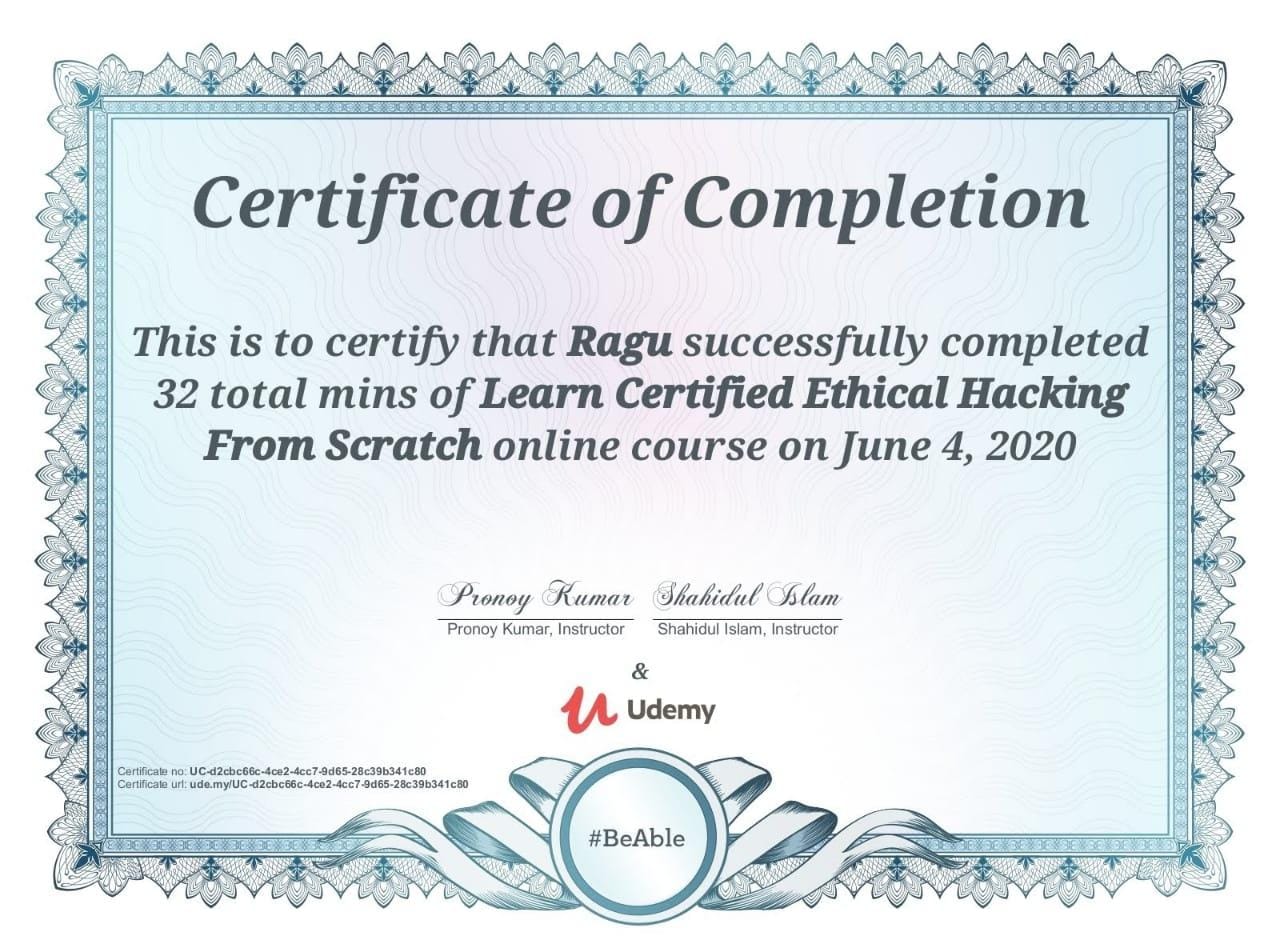 Certificate of Completion
This is to certify that Ragu successfully completed
32 total mins of Learn Certified Ethical Hacking
From Scratch online course on June 4, 2020
Pronoy Kumar Shahidul Islam
Pronoy Kumar, Instructor Shahidul Islam, Instructor
&
Udemy
Certificate no: UC-d2cbc66c-4ce2-4cc7-9d65-28c39b341c80
Certificate url: ude.my/UC-d2cbc66c-4ce2-4cc7-9d65-28c39b341c80
#BeAble